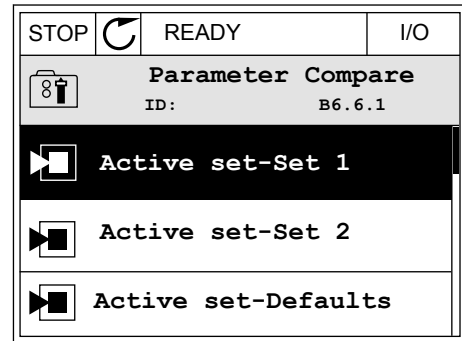 STOP READY I/O
Parameter Compare
ID: B6.6.1
Active set-Set 1
Active set-Set 2
Active set-Defaults